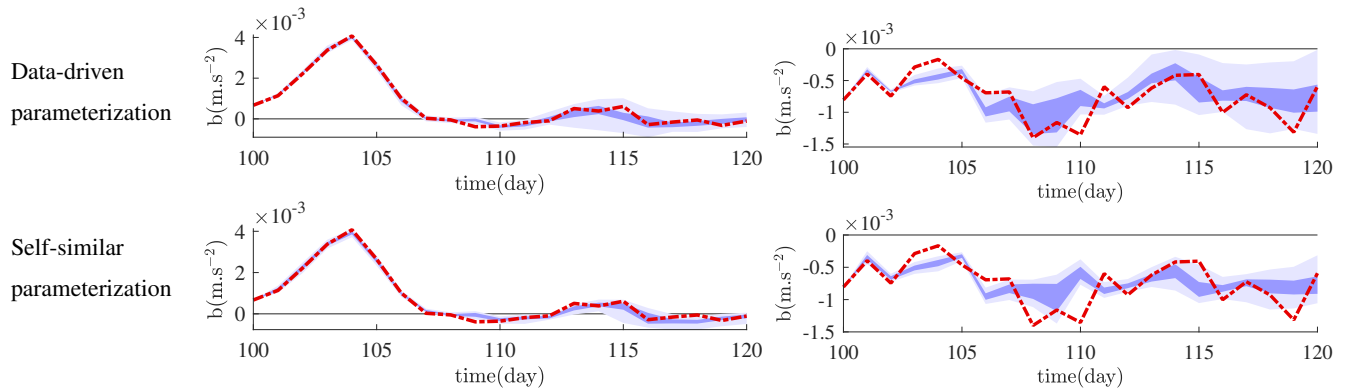 Data-driven
parameterization
×10⁻³
4
2
0
b(m.s⁻²)
100 105 110 115 120
time(day)
×10⁻³
0
-0.5
-1
-1.5
b(m.s⁻²)
100 105 110 115 120
time(day)
Self-similar
parameterization
×10⁻³
4
2
0
b(m.s⁻²)
100 105 110 115 120
time(day)
×10⁻³
0
-0.5
-1
-1.5
b(m.s⁻²)
100 105 110 115 120
time(day)